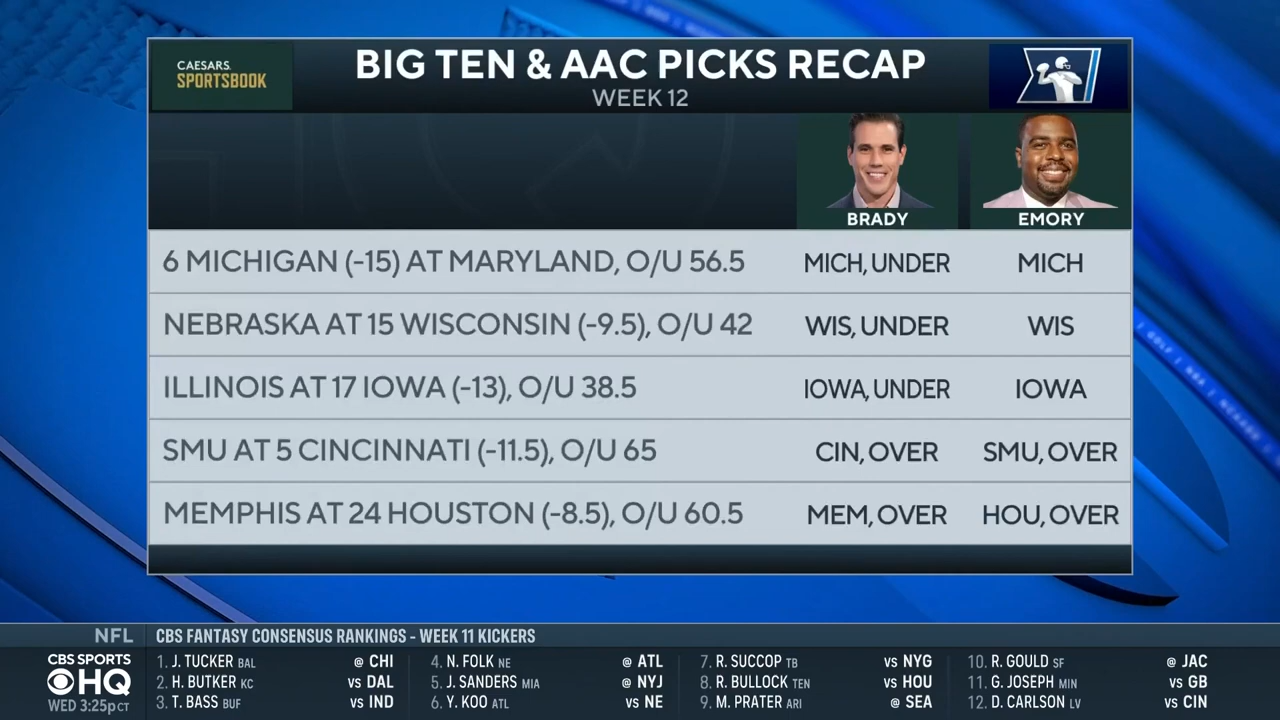 CAESARS
SPORTSBOOK
BIG TEN & AAC PICKS RECAP
WEEK 12
BRADY EMORY
6 MICHIGAN (-15) AT MARYLAND, O/U 56.5 MICH, UNDER MICH
NEBRASKA AT 15 WISCONSIN (-9.5), O/U 42 WIS, UNDER WIS
ILLINOIS AT 17 IOWA (-13), O/U 38.5 IOWA, UNDER IOWA
SMU AT 5 CINCINNATI (-11.5), O/U 65 CIN, OVER SMU, OVER
MEMPHIS AT 24 HOUSTON (-8.5), O/U 60.5 MEM, OVER HOU, OVER
NFL CBS FANTASY CONSENSUS RANKINGS - WEEK 11 KICKERS
CBS SPORTS
HQ
WED 3:25p CT
1. J. TUCKER BAL @ CHI 4. N. FOLK NE @ ATL 7. R. SUCCOP TB vs NYG 10. R. GOULD SF @ JAC
2. H. BUTKER KC vs DAL 5. J. SANDERS MIA @ NYJ 8. R. BULLOCK TEN vs HOU 11. G. JOSEPH MIN vs GB
3. T. BASS BUF vs IND 6. Y. KOO ATL vs NE 9. M. PRATER ARI @ SEA 12. D. CARLSON LV vs CIN